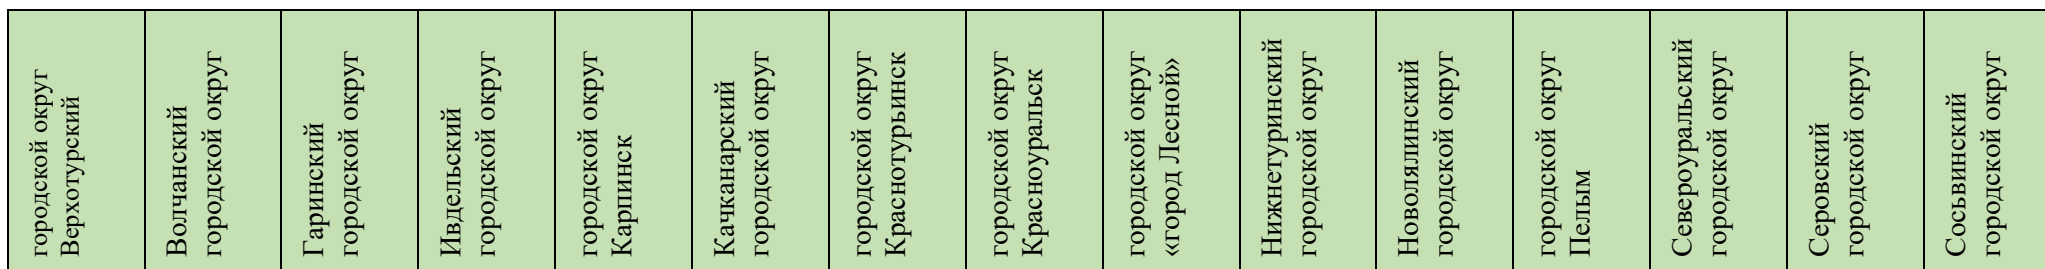 городской округ
Верхотурский
Волчанский
городской округ
Гаринский
городской округ
Ивдельский
городской округ
городской округ
Карпинск
Качканарский
городской округ
городской округ
Краснотурьинск
городской округ
Красноуральск
городской округ
«город Лесной»
Нижнетуринский
городской округ
Новолялинский
городской округ
городской округ
Пелым
Североуральский
городской округ
Серовский
городской округ
Сосьвинский
городской округ